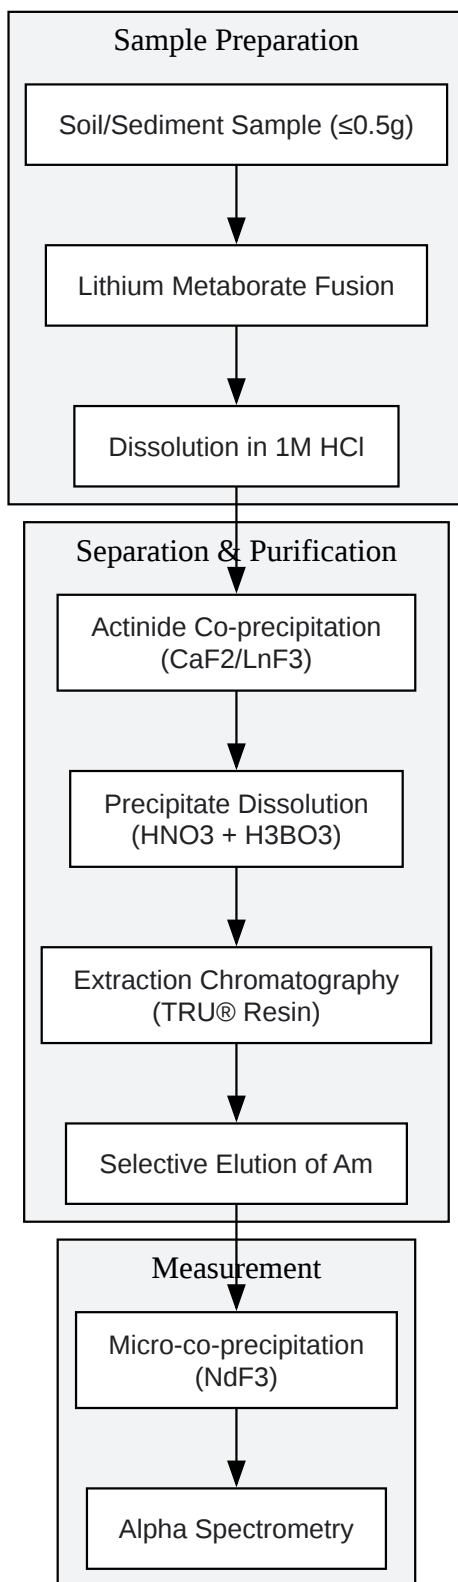 Sample Preparation
Soil/Sediment Sample (≤0.5g)
Lithium Metaborate Fusion
Dissolution in 1M HCl
Separation & Purification
Actinide Co-precipitation
(CaF2/LnF3)
Precipitate Dissolution
(HNO3 + H3BO3)
Extraction Chromatography
(TRU® Resin)
Selective Elution of Am
Measurement
Micro-co-precipitation
(NdF3)
Alpha Spectrometry